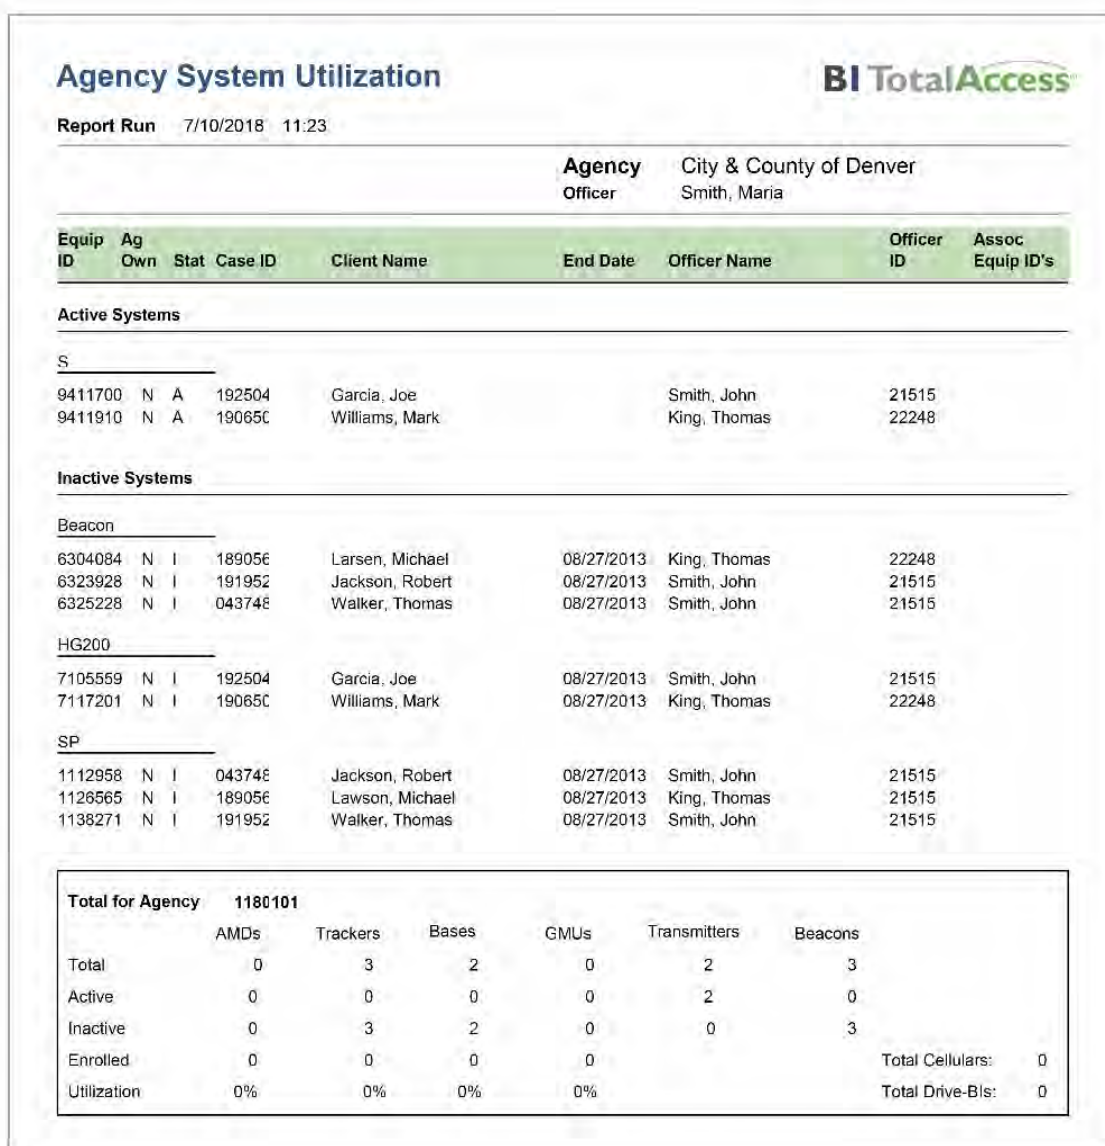 Agency System Utilization
BI TotalAccess
Report Run 7/10/2018 11:23
Agency City & County of Denver
Officer Smith, Maria
Equip ID Ag Own Stat Case ID Client Name End Date Officer Name Officer ID Assoc Equip ID's
Active Systems
S
9411700 N A 192504 Garcia, Joe Smith, John 21515
9411910 N A 19065C Williams, Mark King, Thomas 22248
Inactive Systems
Beacon
6304084 N I 189056 Larsen, Michael 08/27/2013 King, Thomas 22248
6323928 N I 191952 Jackson, Robert 08/27/2013 Smith, John 21515
6325228 N I 043748 Walker, Thomas 08/27/2013 Smith, John 21515
HG200
7105559 N I 192504 Garcia, Joe 08/27/2013 Smith, John 21515
7117201 N I 19065C Williams, Mark 08/27/2013 King, Thomas 22248
SP
1112958 N I 043748 Jackson, Robert 08/27/2013 Smith, John 21515
1126565 N I 189056 Lawson, Michael 08/27/2013 King, Thomas 21515
1138271 N I 191952 Walker, Thomas 08/27/2013 Smith, John 21515
Total for Agency 1180101
AMDs Trackers Bases GMUs Transmitters Beacons
Total 0 3 2 0 2 3
Active 0 0 0 0 2 0
Inactive 0 3 2 0 0 3
Enrolled 0 0 0 0 Total Cellulars: 0
Utilization 0% 0% 0% 0% Total Drive-BIs: 0